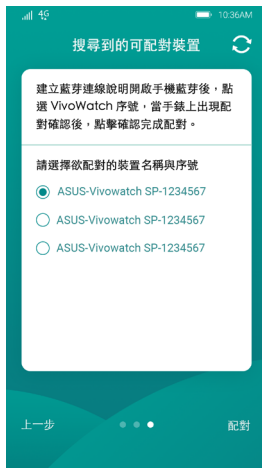 4G 10:36AM
搜尋到的可配對裝置
建立藍芽連線說明開啟手機藍芽後，點
選 VivoWatch 序號，當手錶上出現配
對確認後，點擊確認完成配對。
請選擇欲配對的裝置名稱與序號
ASUS-Vivowatch SP-1234567
ASUS-Vivowatch SP-1234567
ASUS-Vivowatch SP-1234567
上一步 配對